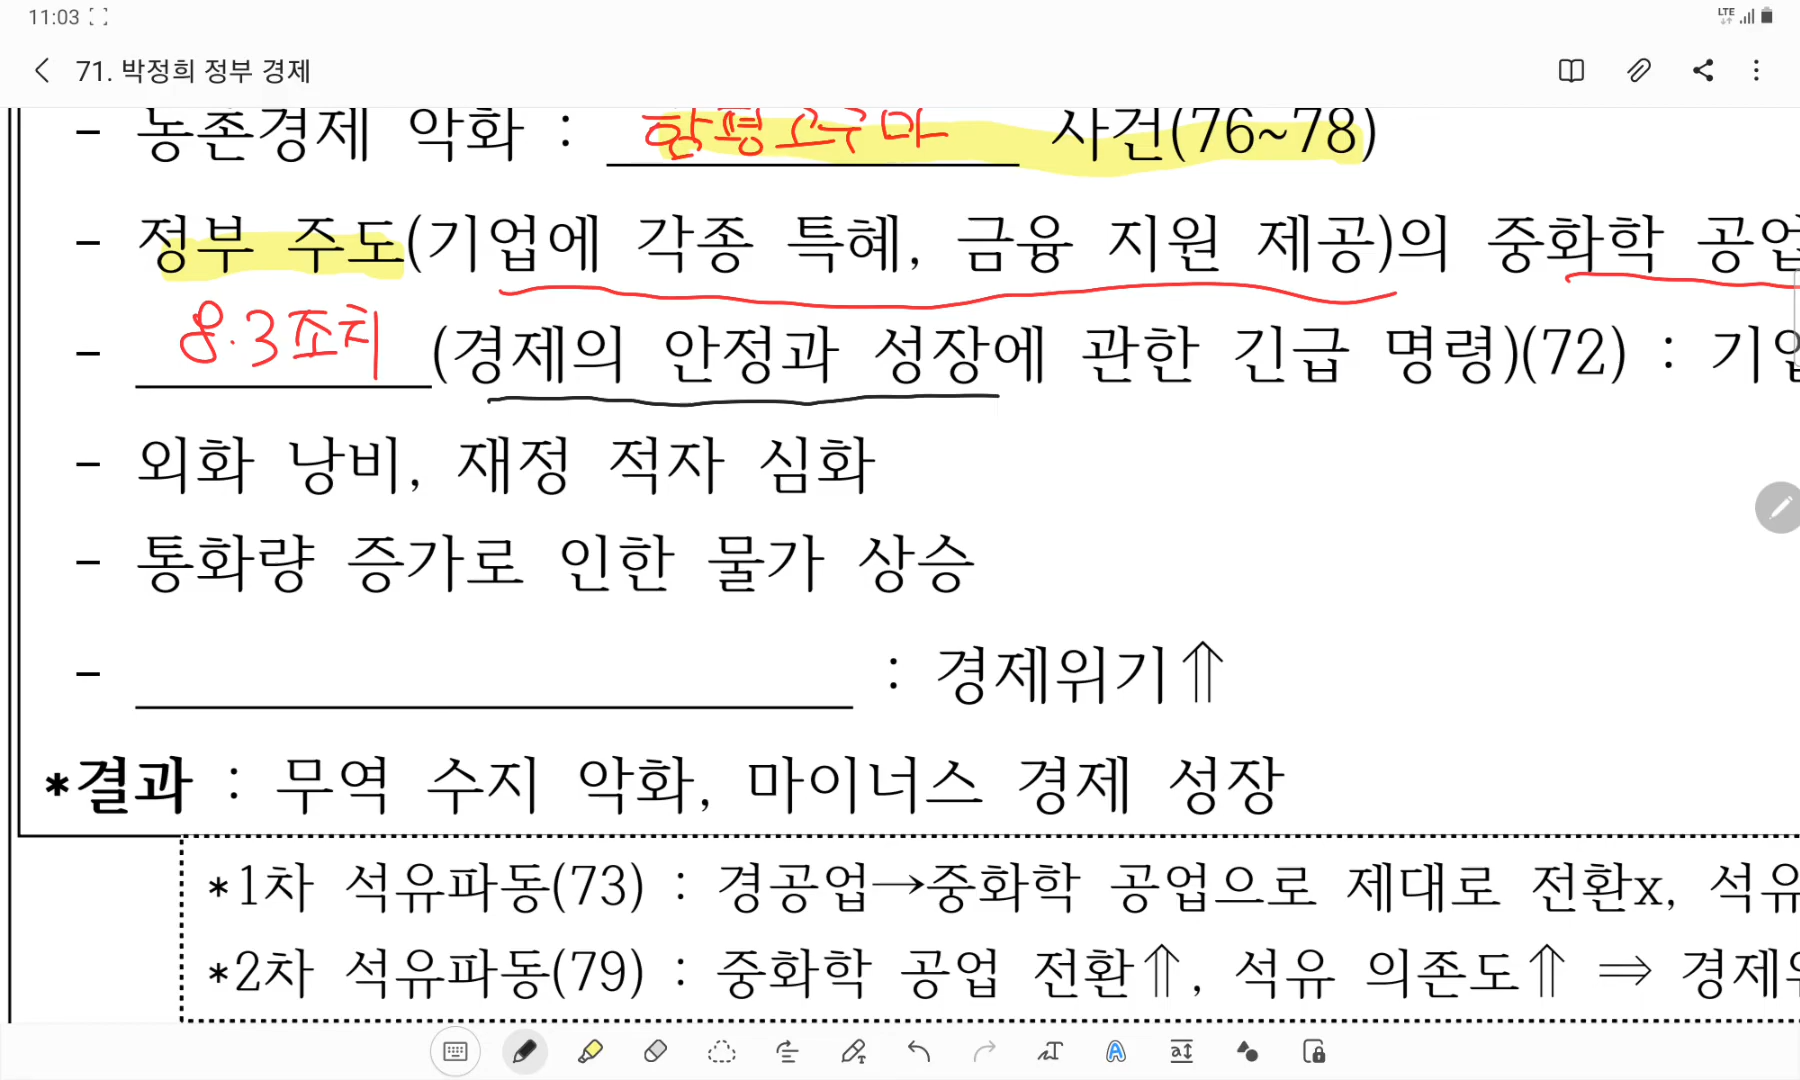 11:03
LTE
71. 박정희 정부 경제
- 농촌경제 악화 : 함평고구마 사건(76~78)
- 정부 주도(기업에 각종 특혜, 금융 지원 제공)의 중화학 공업
- 8.3조치 (경제의 안정과 성장에 관한 긴급 명령)(72) : 기업
- 외화 낭비, 재정 적자 심화
- 통화량 증가로 인한 물가 상승
- : 경제위기⇑
*결과 : 무역 수지 악화, 마이너스 경제 성장
*1차 석유파동(73) : 경공업→중화학 공업으로 제대로 전환x, 석유
*2차 석유파동(79) : 중화학 공업 전환⇑, 석유 의존도⇑ ⇒ 경제위